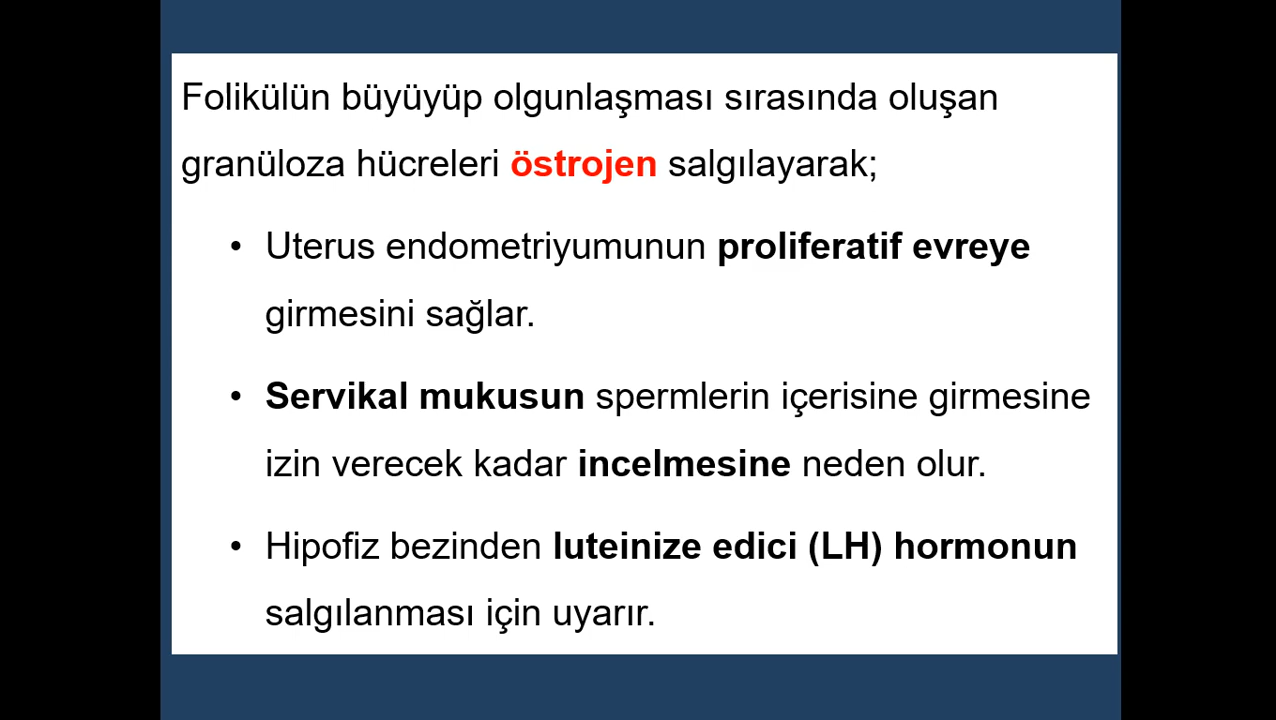 Folikülün büyüyüp olgunlaşması sırasında oluşan
granüloza hücreleri östrojen salgılayarak;
• Uterus endometriyumunun proliferatif evreye
girmesini sağlar.
• Servikal mukusun spermlerin içerisine girmesine
izin verecek kadar incelmesine neden olur.
• Hipofiz bezinden luteinize edici (LH) hormonun
salgılanması için uyarır.